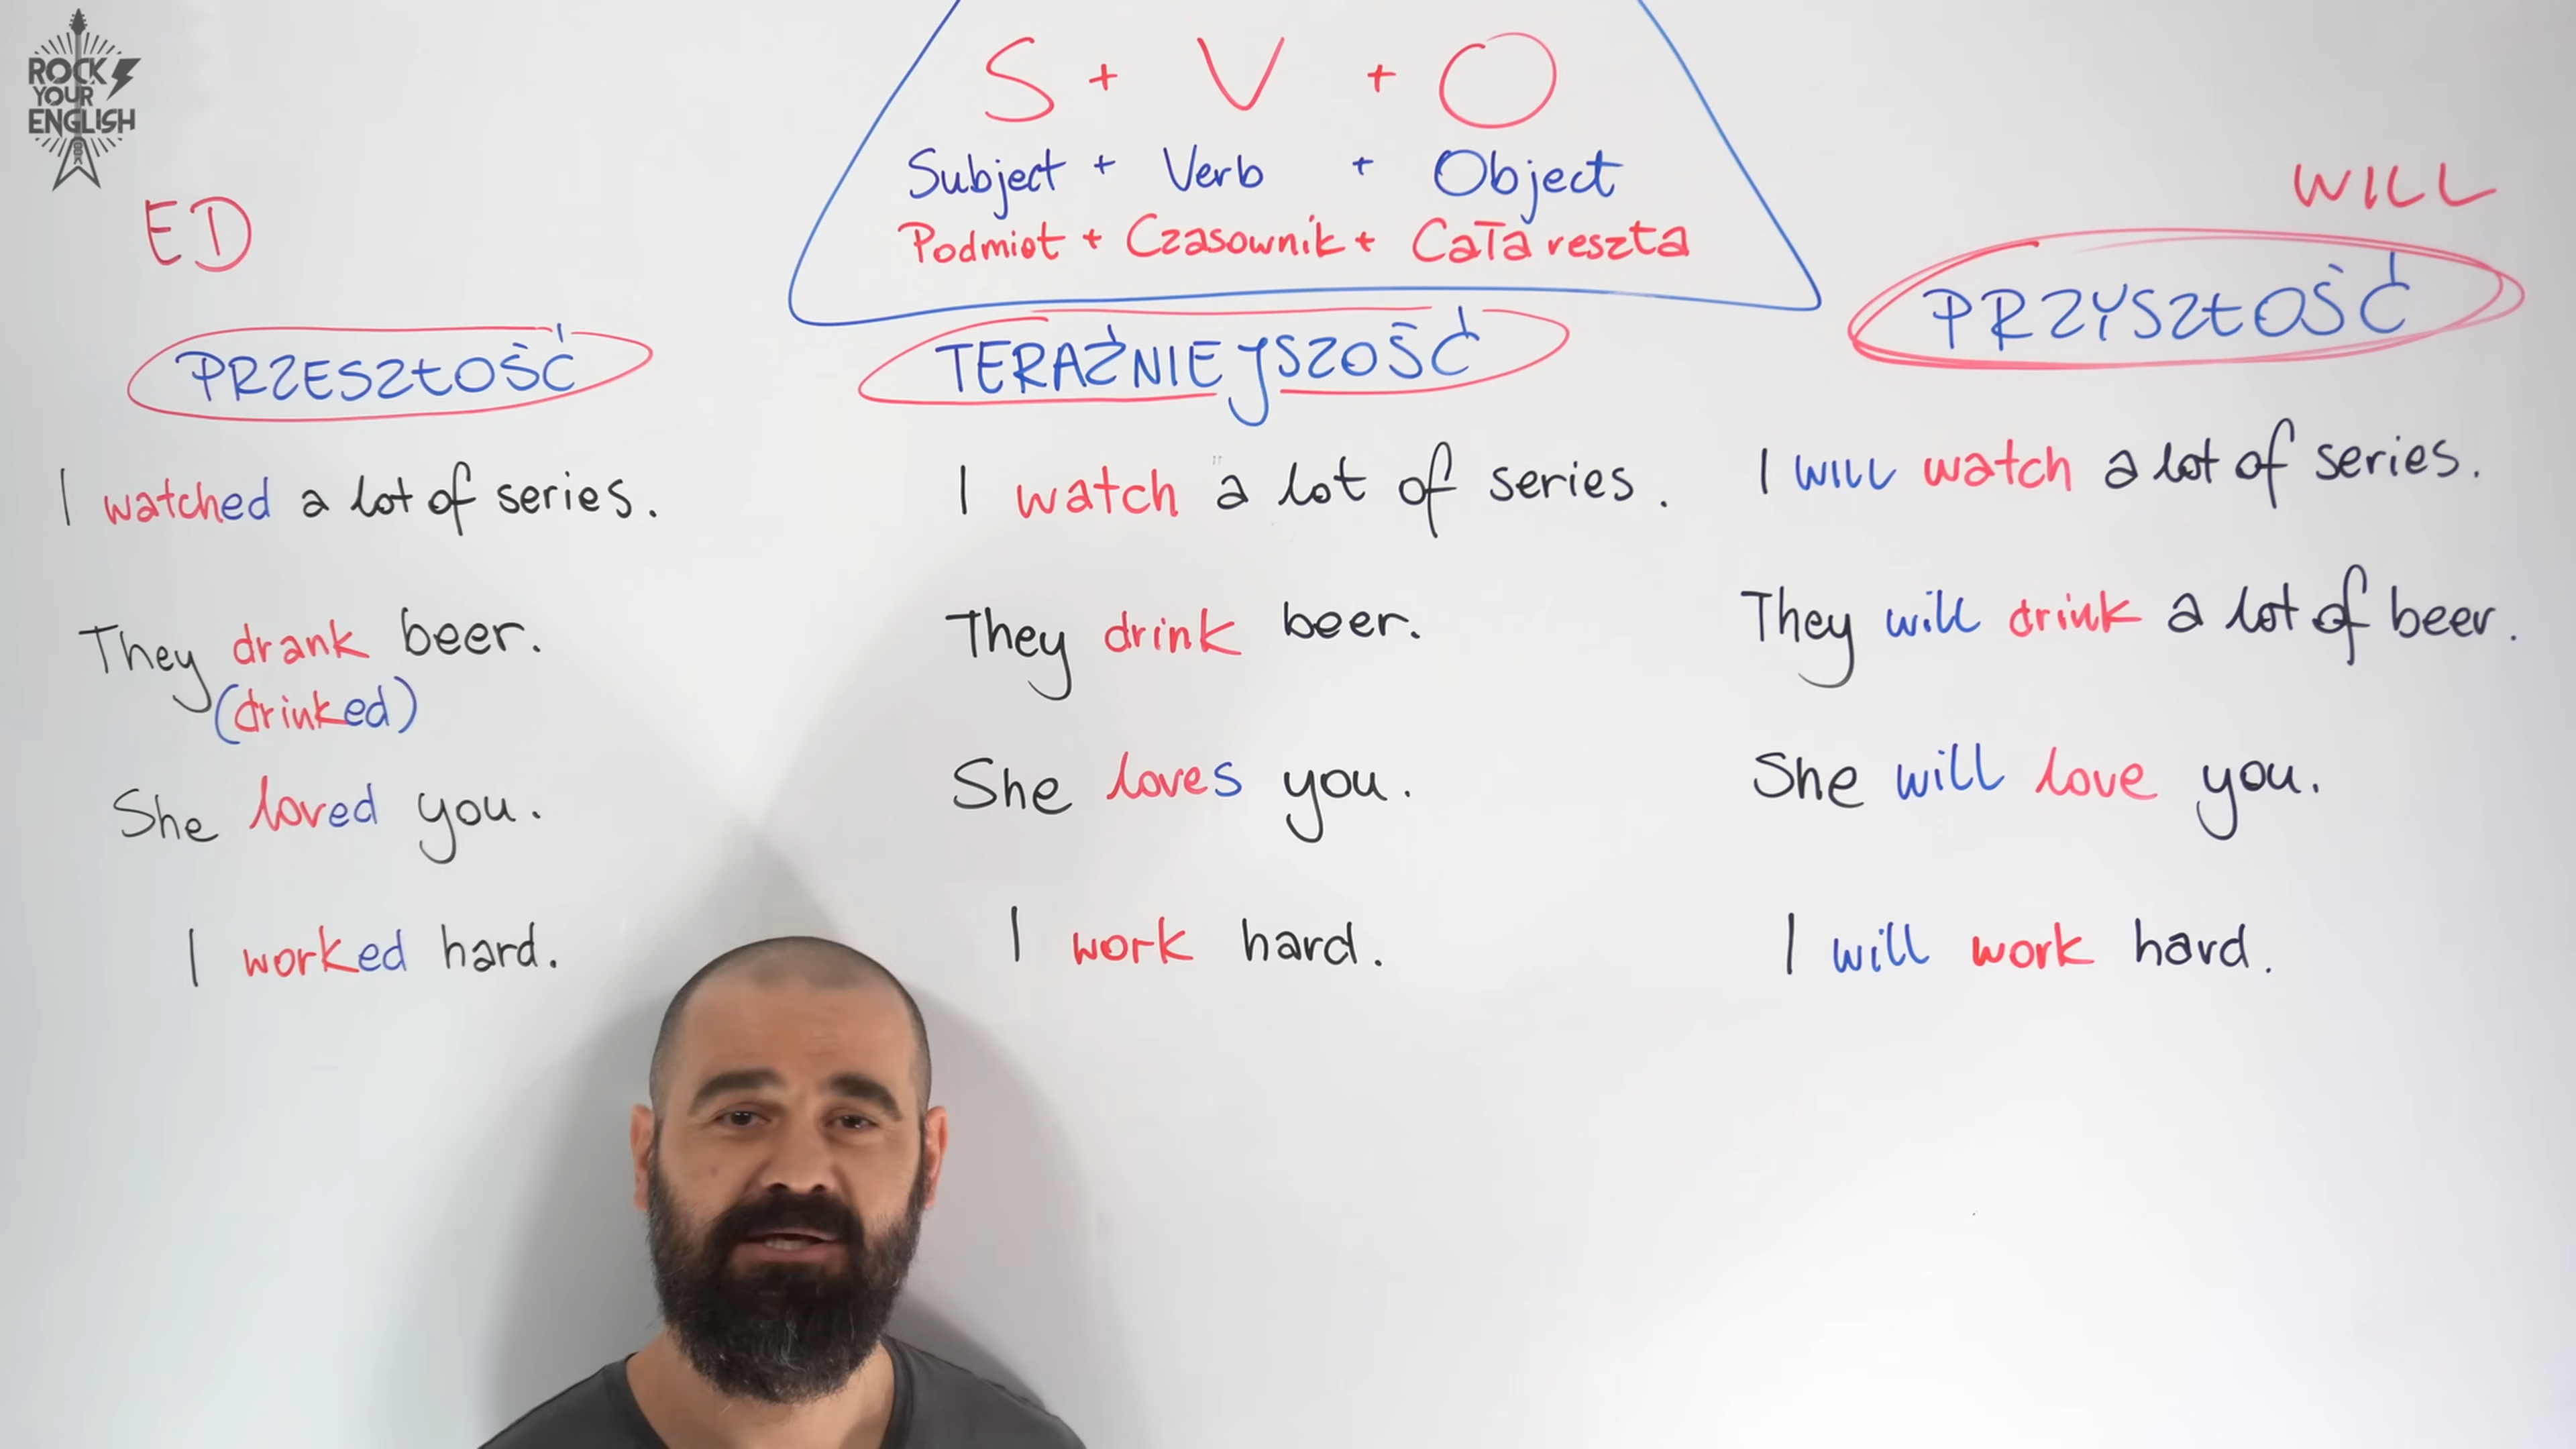 ROCK
YOUR
ENGLISH
S + V + O
Subject + Verb + Object
Podmiot + Czasownik + Cała reszta
ED
PRZESZŁOŚĆ
I watched a lot of series.
They drank beer.
(drinked)
She loved you.
I worked hard.
TERAŹNIEJSZOŚĆ
I watch a lot of series.
They drink beer.
She loves you.
I work hard.
WILL
PRZYSZŁOŚĆ
I WILL watch a lot of series.
They will drink a lot of beer.
She will love you.
I will work hard.